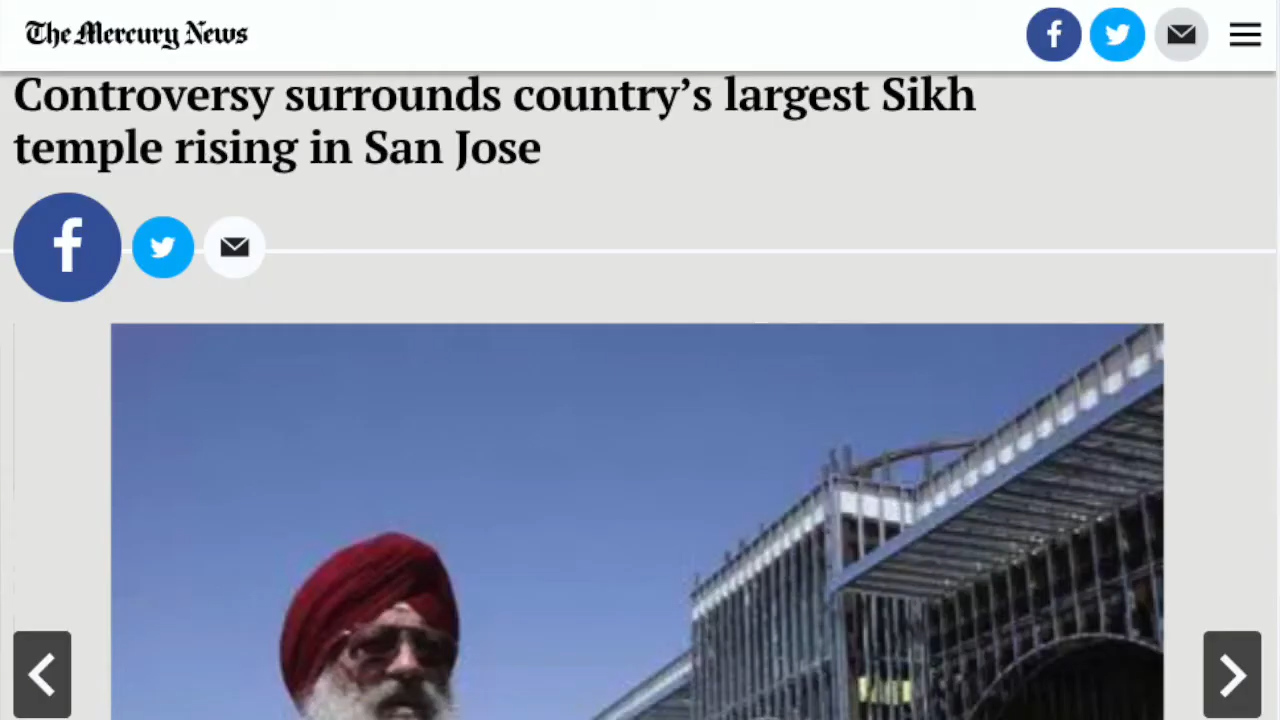 The Mercury News
Controversy surrounds country's largest Sikh
temple rising in San Jose